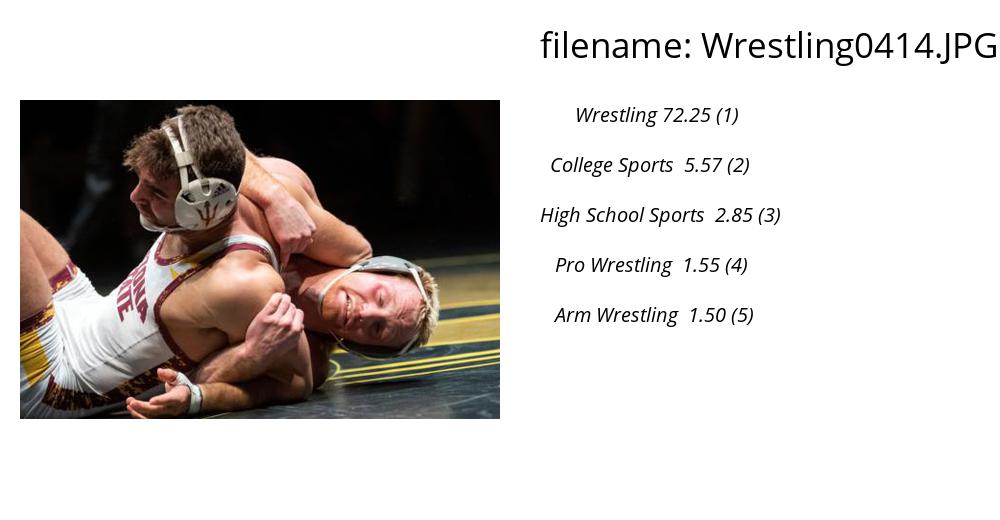 filename: Wrestling0414.JPG
Wrestling 72.25 (1)
College Sports 5.57 (2)
High School Sports 2.85 (3)
Pro Wrestling 1.55 (4)
Arm Wrestling 1.50 (5)